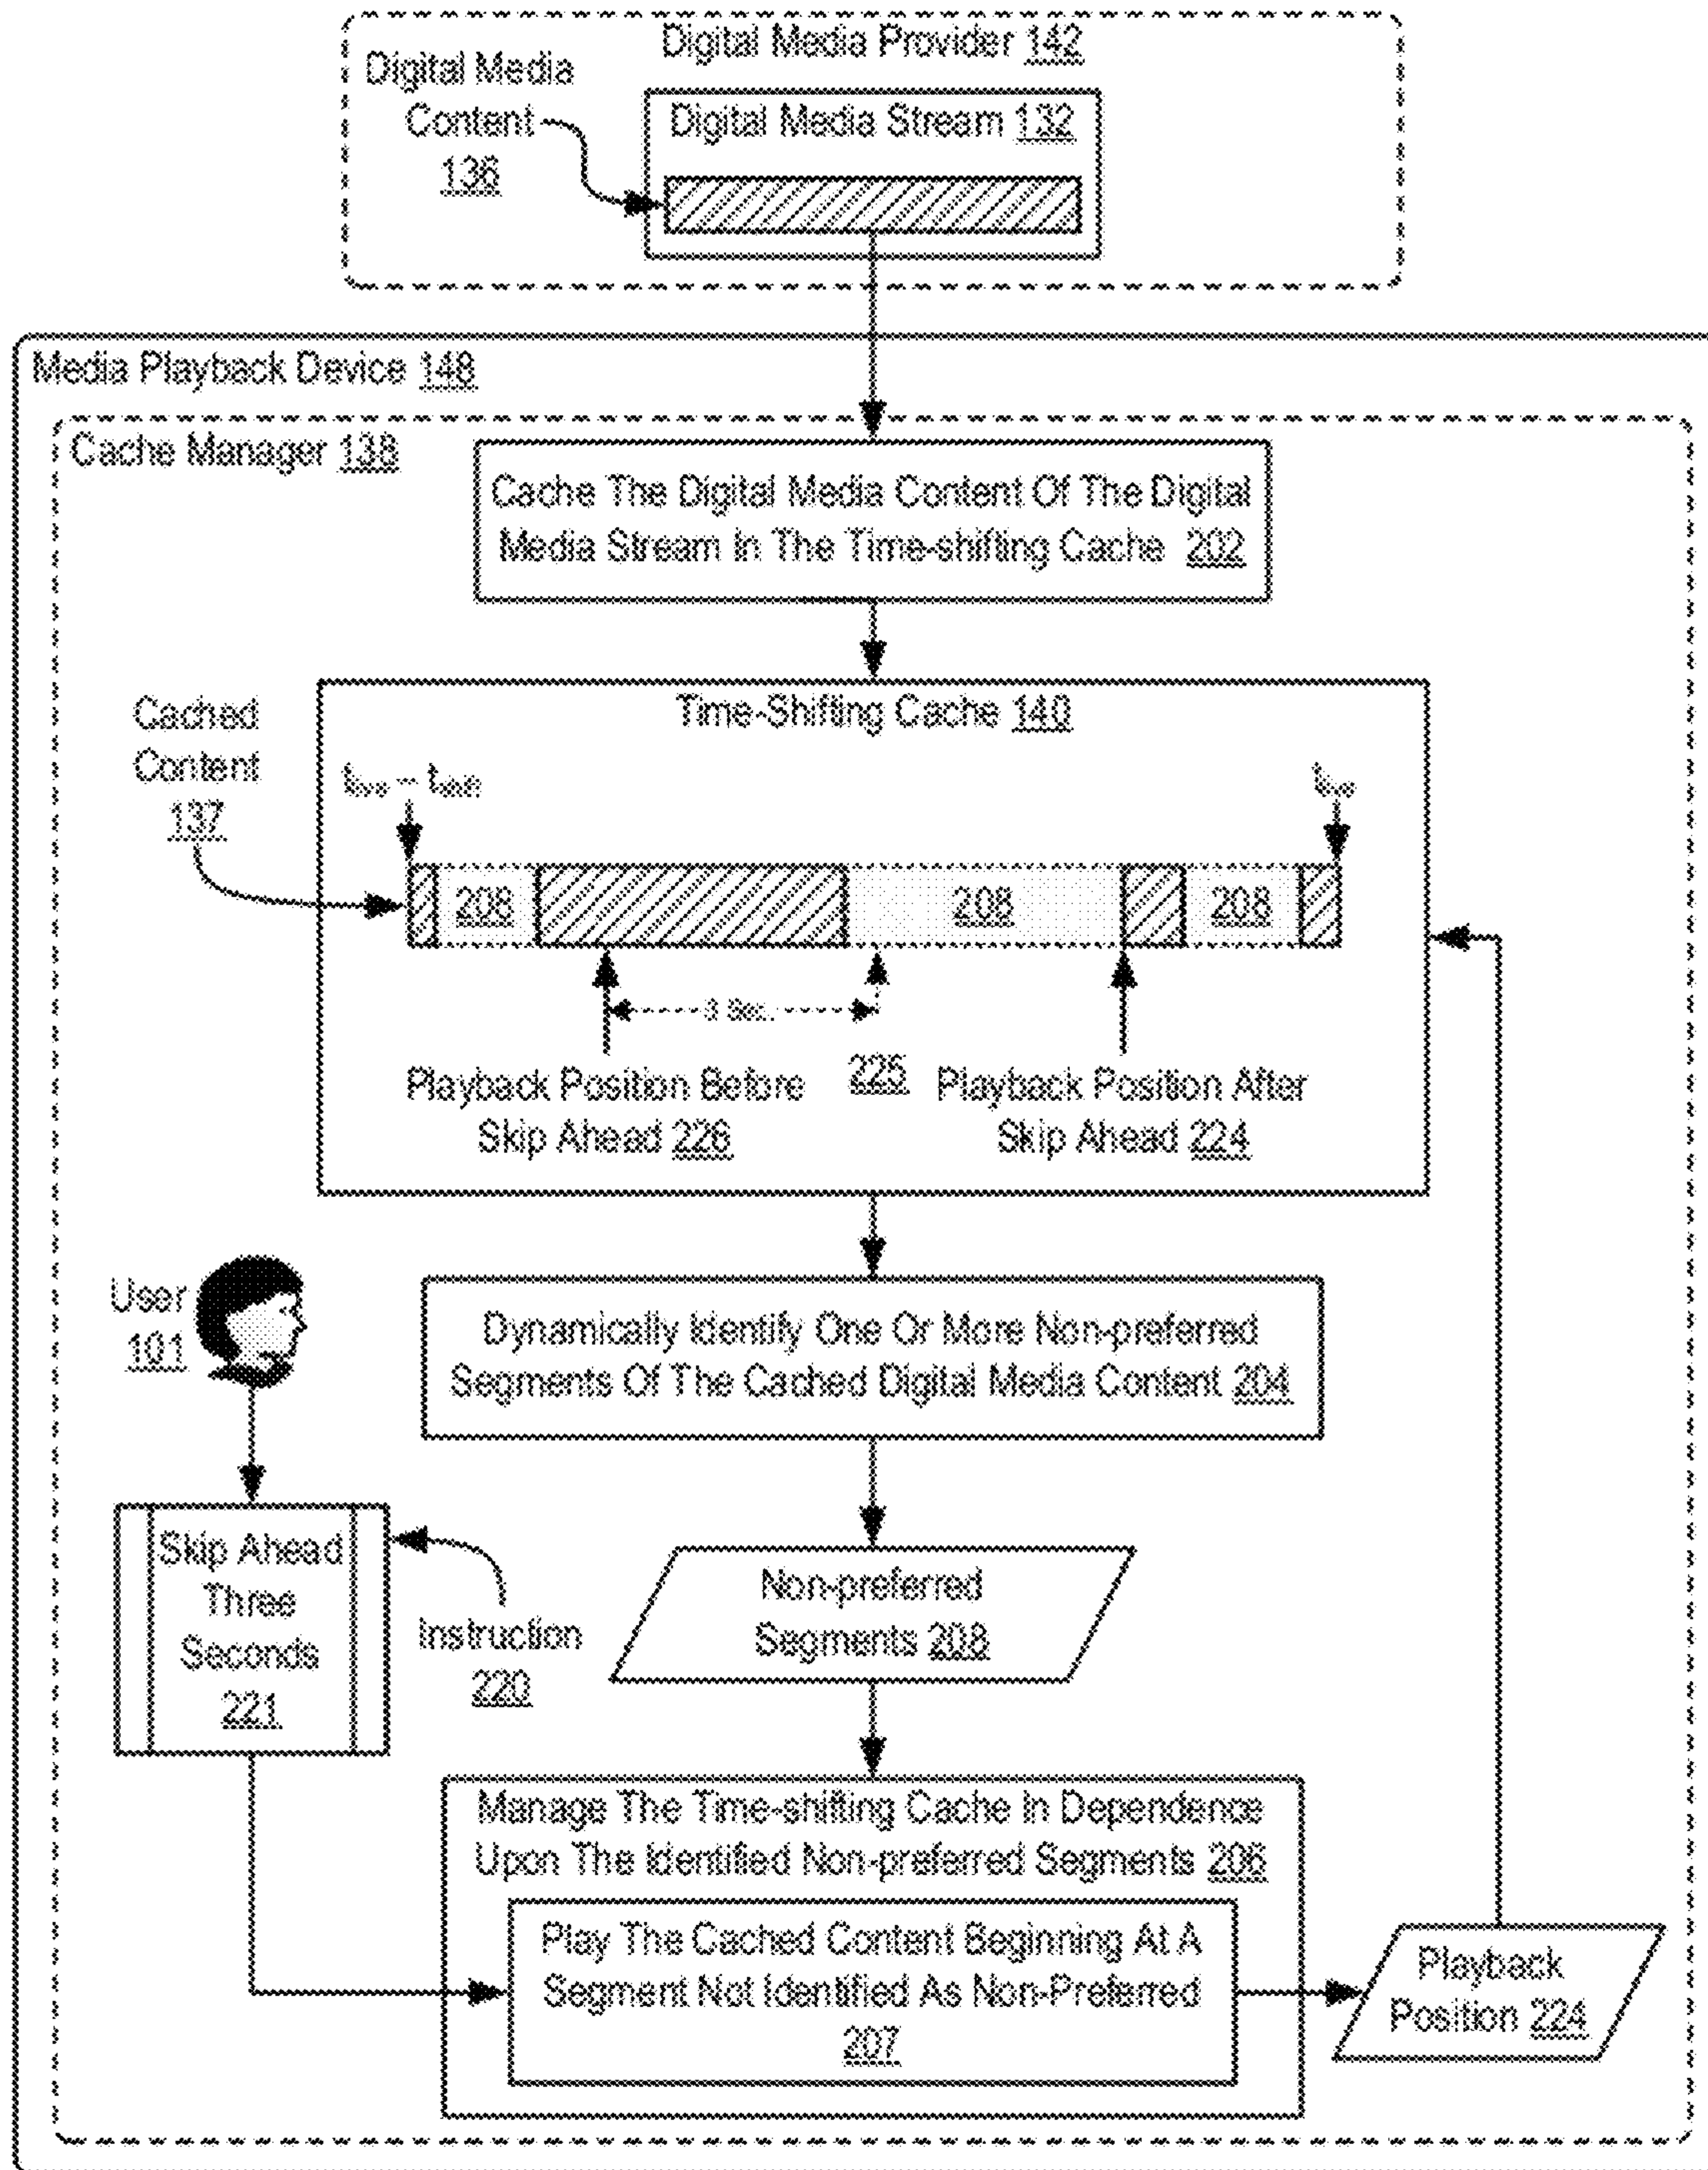 Digital Media Provider 142
Digital Media
Content
136
Digital Media Stream 132
Media Playback Device 148
Cache Manager 138
Cache The Digital Media Content Of The Digital
Media Stream In The Time-shifting Cache 202
Time-Shifting Cache 140
Cached
Content
137
208
208
208
3 Sec.
225
Playback Position Before
Skip Ahead 226
Playback Position After
Skip Ahead 224
User
101
Dynamically Identify One Or More Non-preferred
Segments Of The Cached Digital Media Content 204
Skip Ahead
Three
Seconds
221
Instruction
220
Non-preferred
Segments 208
Manage The Time-shifting Cache In Dependence
Upon The Identified Non-preferred Segments 206
Play The Cached Content Beginning At A
Segment Not Identified As Non-Preferred
207
Playback
Position 224